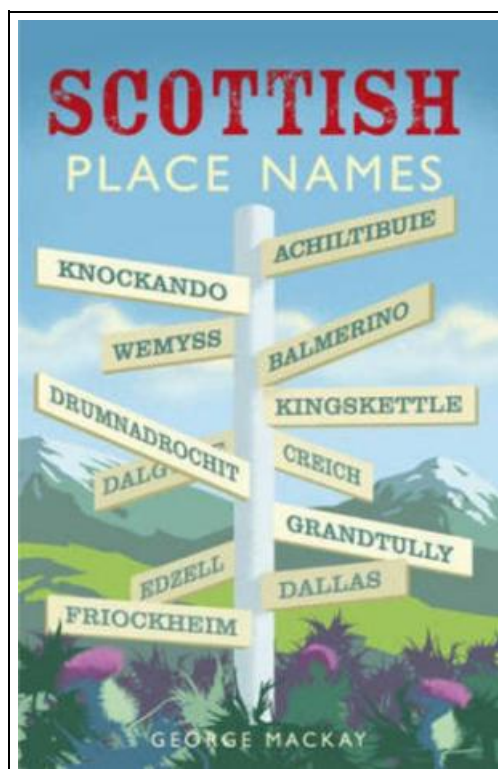 SCOTTISH
PLACE NAMES
ACHILTIBUIE
KNOCKANDO
WEMYSS
BALMERINO
KINGSKETTLE
DRUMNADROCHIT
CREICH
GRANDTULLY
EDZELL
DALLAS
FRIOCKHEIM
GEORGE MACKAY